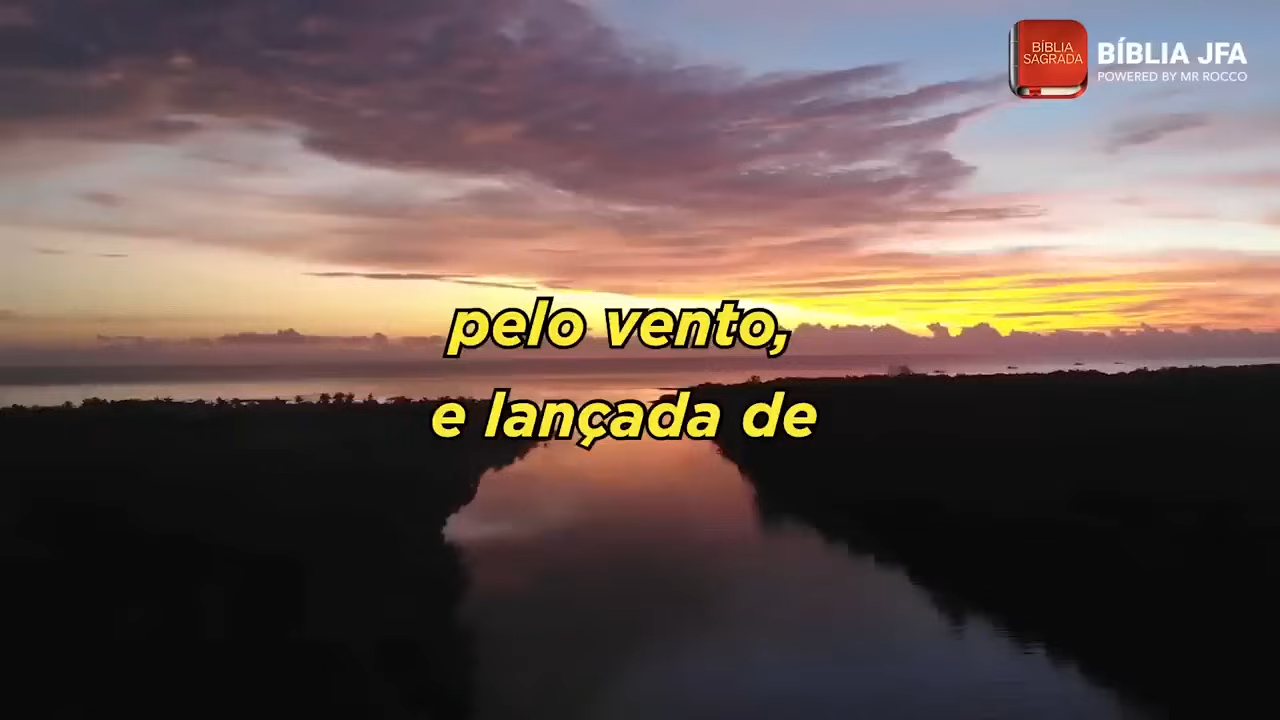 BÍBLIA
SAGRADA
BÍBLIA JFA
POWERED BY MR ROCCO
pelo vento,
e lançada de